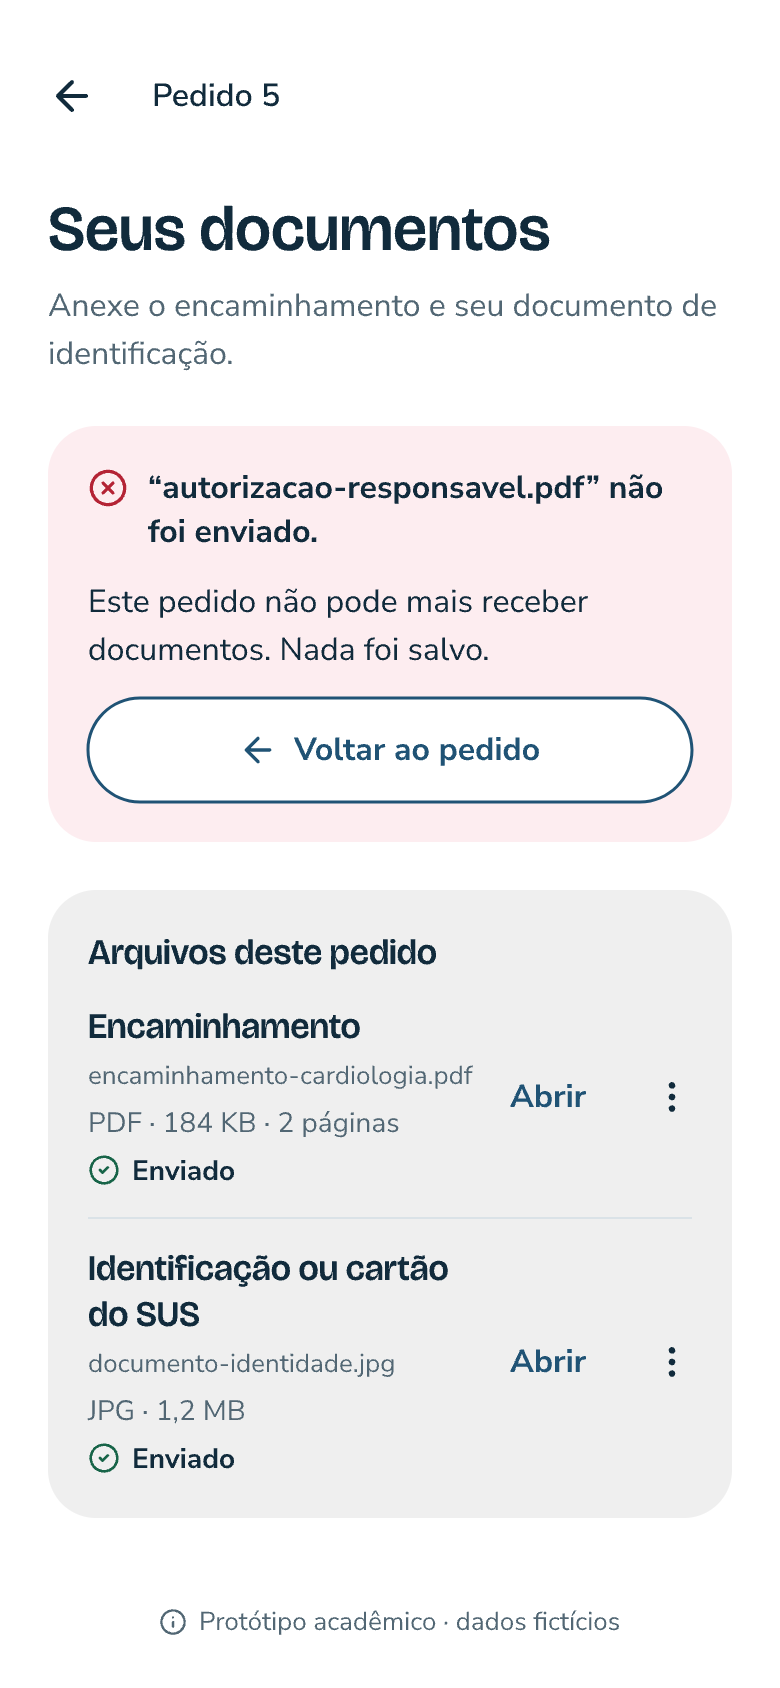 Pedido 5
Seus documentos
Anexe o encaminhamento e seu documento de
identificação.
“autorizacao-responsavel.pdf” não
foi enviado.
Este pedido não pode mais receber
documentos. Nada foi salvo.
Voltar ao pedido
Arquivos deste pedido
Encaminhamento
encaminhamento-cardiologia.pdf
PDF · 184 KB · 2 páginas
Enviado
Abrir
Identificação ou cartão
do SUS
documento-identidade.jpg
JPG · 1,2 MB
Enviado
Abrir
Protótipo acadêmico · dados fictícios